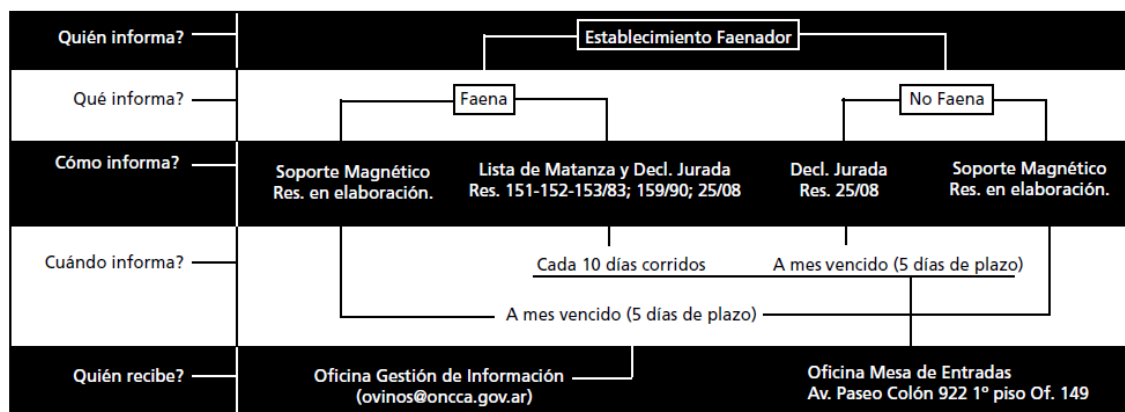 Quién informa?
Establecimiento Faenador
Qué informa?
Faena
No Faena
Cómo informa?
Soporte Magnético
Res. en elaboración.
Lista de Matanza y Decl. Jurada
Res. 151-152-153/83; 159/90; 25/08
Decl. Jurada
Res. 25/08
Soporte Magnético
Res. en elaboración.
Cuándo informa?
Cada 10 días corridos
A mes vencido (5 días de plazo)
A mes vencido (5 días de plazo)
Quién recibe?
Oficina Gestión de Información
(ovinos@oncca.gov.ar)
Oficina Mesa de Entradas
Av. Paseo Colón 922 1º piso Of. 149